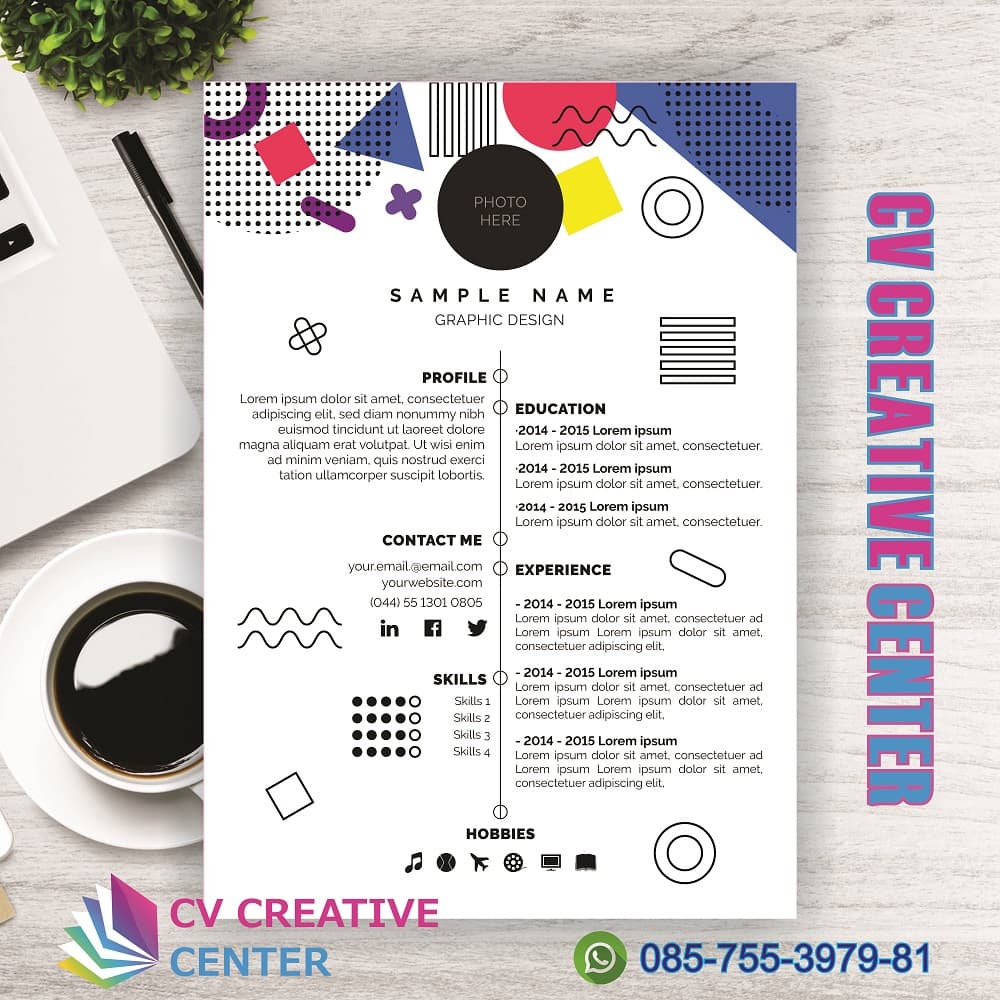 PHOTO
HERE
SAMPLE NAME
GRAPHIC DESIGN
PROFILE
Lorem ipsum dolor sit amet, consectetuer
adipiscing elit, sed diam nonummy nibh
euismod tincidunt ut laoreet dolore
magna aliquam erat volutpat. Ut wisi enim
ad minim veniam, quis nostrud exerci
tation ullamcorper suscipit lobortis.
EDUCATION
·2014 - 2015 Lorem ipsum
Lorem ipsum dolor sit amet, consectetuer.
·2014 - 2015 Lorem ipsum
Lorem ipsum dolor sit amet, consectetuer.
·2014 - 2015 Lorem ipsum
Lorem ipsum dolor sit amet, consectetuer.
CONTACT ME
your.email.@email.com
yourwebsite.com
(044) 55 1301 0805
in
EXPERIENCE
- 2014 - 2015 Lorem ipsum
Lorem ipsum dolor sit amet, consectetuer ad
Lorem ipsum dolor sit amet,
consectetuer adipiscing elit,
- 2014 - 2015 Lorem ipsum
Lorem ipsum dolor sit amet, consectetuer ad
Lorem ipsum dolor sit amet,
consectetuer adipiscing elit,
- 2014 - 2015 Lorem ipsum
Lorem ipsum dolor sit amet, consectetuer ad
Lorem ipsum dolor sit amet,
consectetuer adipiscing elit,
SKILLS
Skills 1
Skills 2
Skills 3
Skills 4
HOBBIES
CV CREATIVE CENTER
CV CREATIVE
CENTER
085-755-3979-81